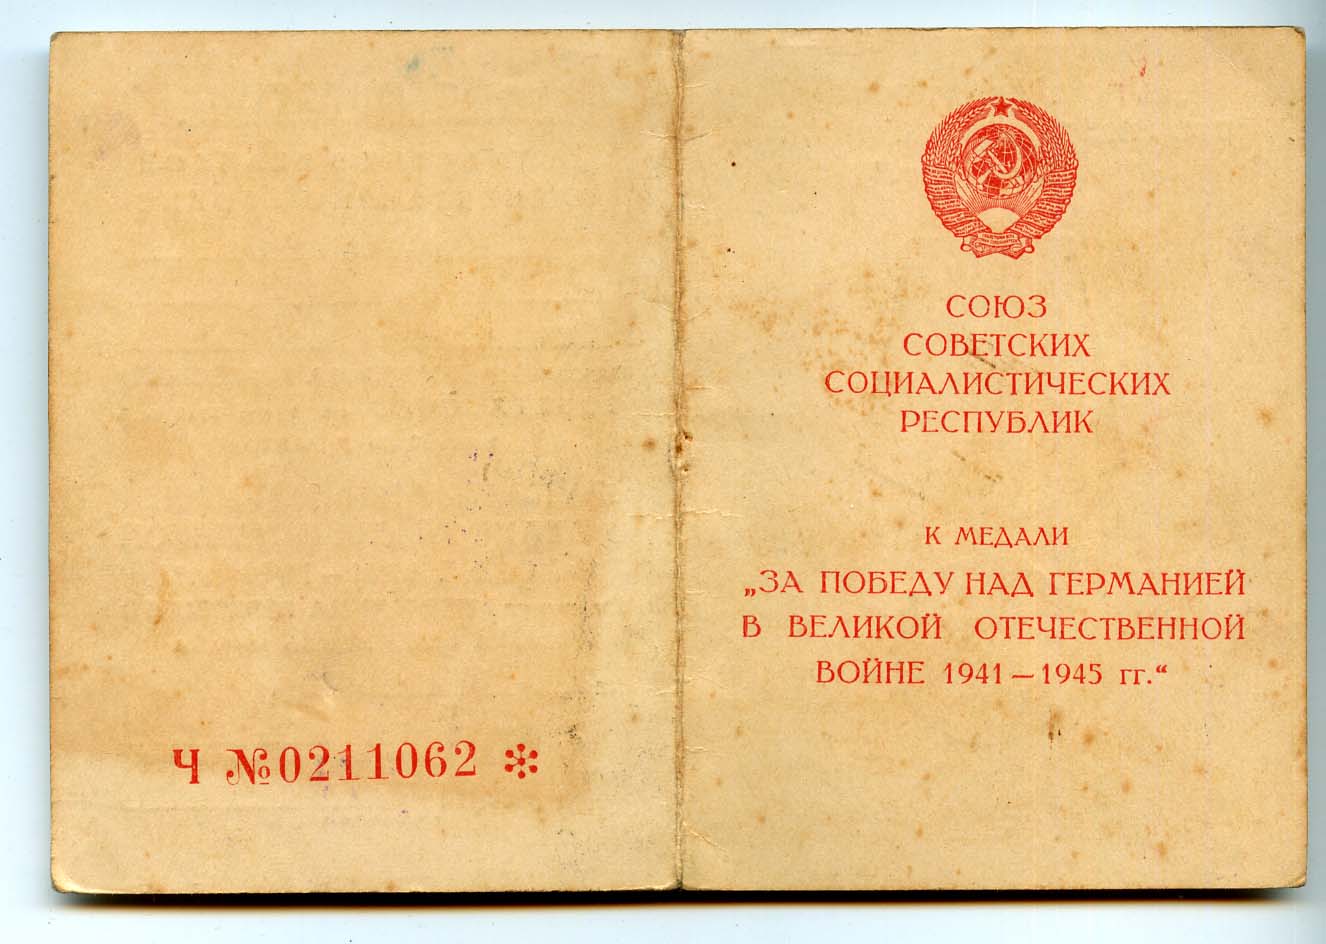 Ч №0211062 *
СОЮЗ
СОВЕТСКИХ
СОЦИАЛИСТИЧЕСКИХ
РЕСПУБЛИК
К МЕДАЛИ
„ЗА ПОБЕДУ НАД ГЕРМАНИЕЙ
В ВЕЛИКОЙ ОТЕЧЕСТВЕННОЙ
ВОЙНЕ 1941—1945 гг.“